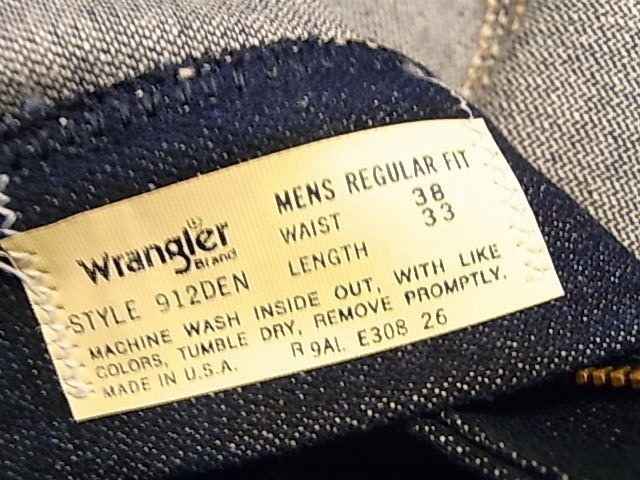 MENS REGULAR FIT
Wrangler® WAIST 38
Brand LENGTH 33
STYLE 912DEN
MACHINE WASH INSIDE OUT, WITH LIKE
COLORS, TUMBLE DRY, REMOVE PROMPTLY.
MADE IN U.S.A. R 9AL E308 26